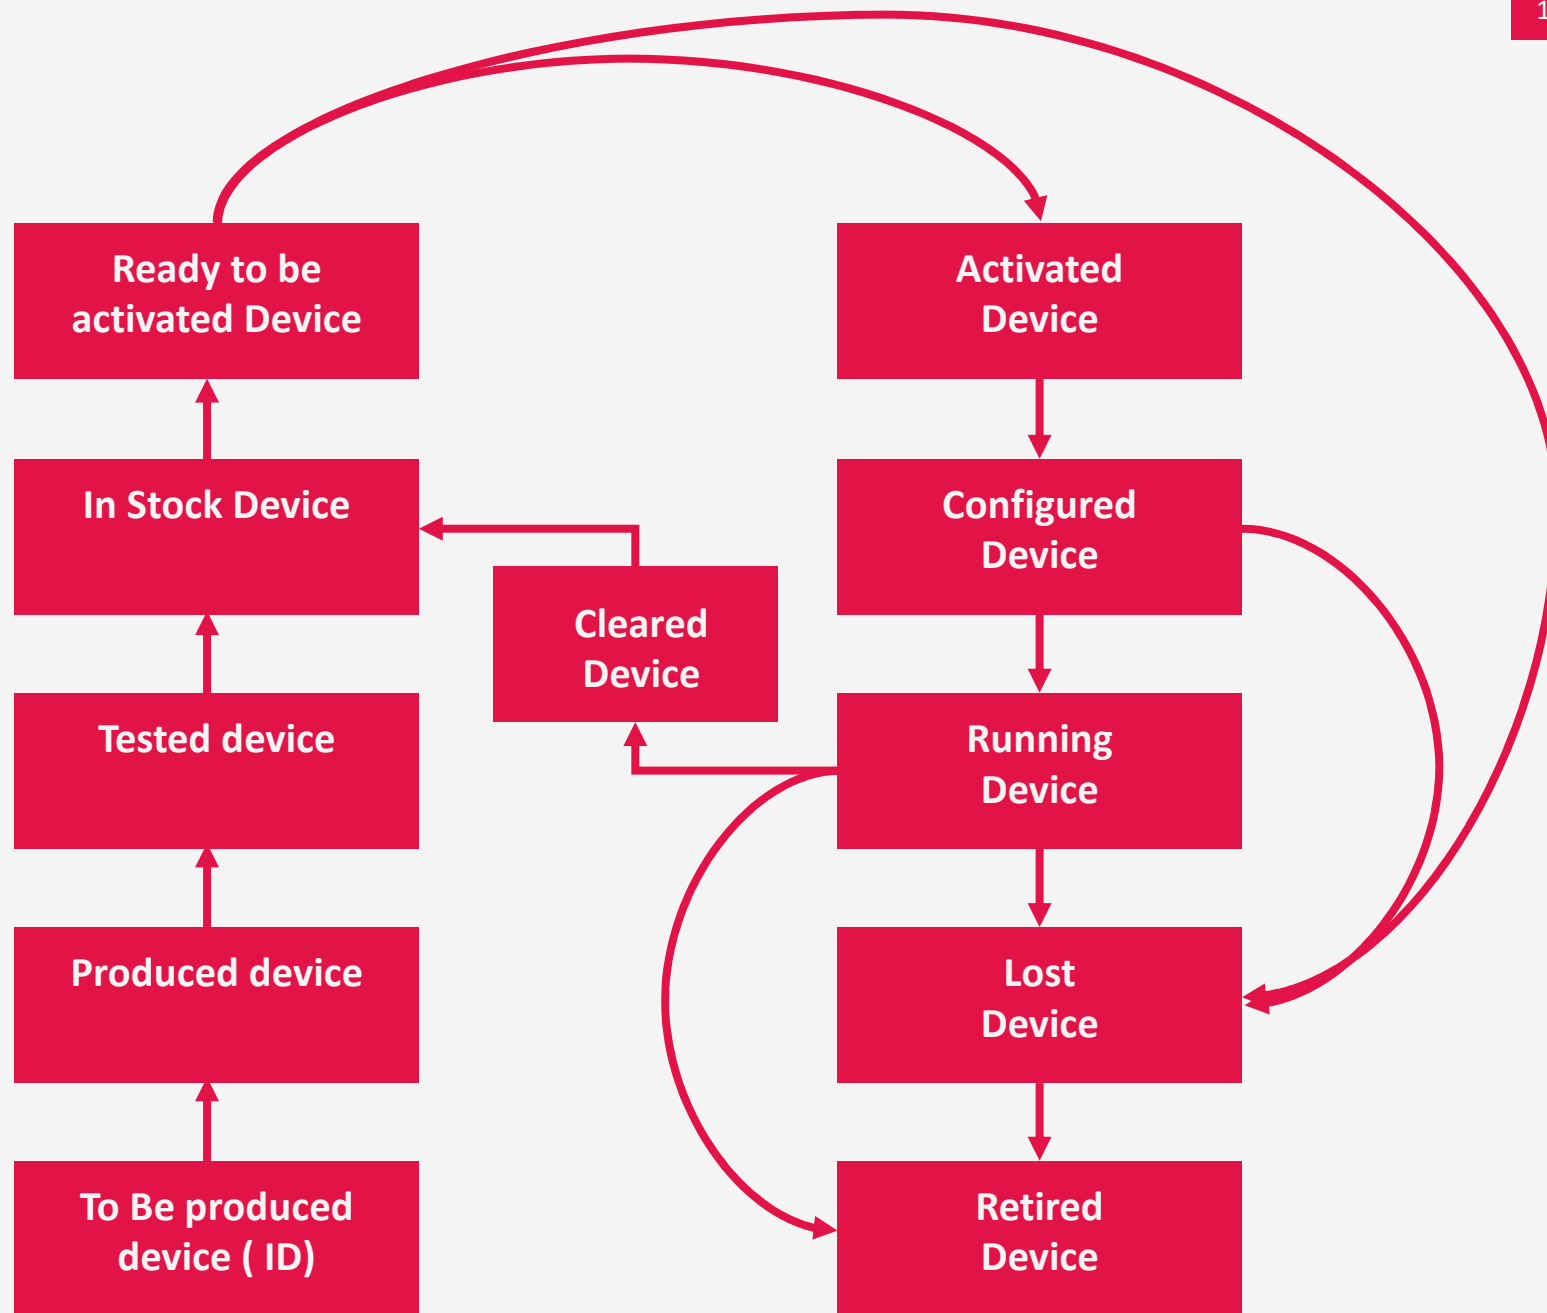 1
Ready to be
activated Device
In Stock Device
Tested device
Produced device
To Be produced
device ( ID)
Cleared
Device
Activated
Device
Configured
Device
Running
Device
Lost
Device
Retired
Device